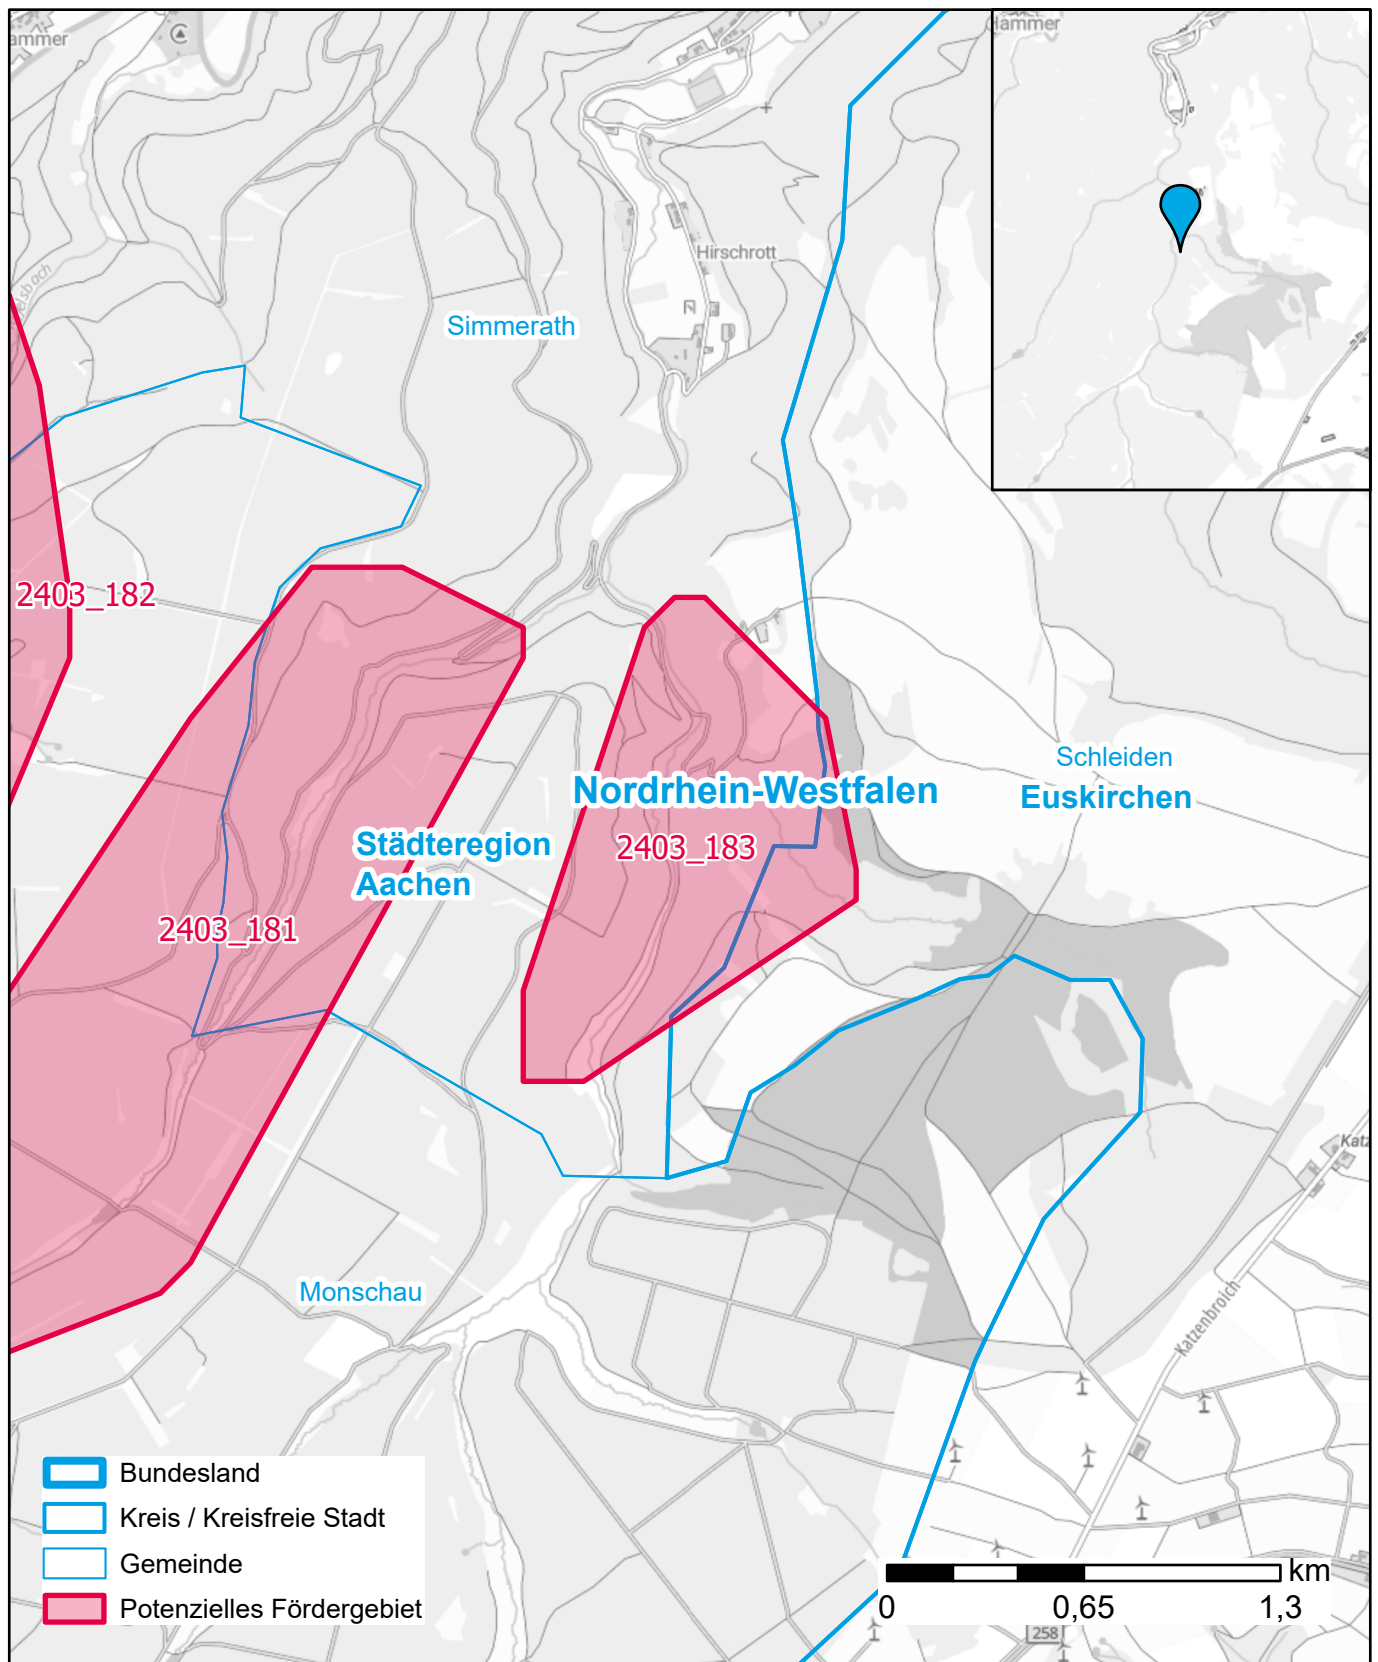 Hammer
Hirschrott
Simmerath
2403_182
Schleiden
Nordrhein-Westfalen
Euskirchen
Städteregion
Aachen
2403_183
2403_181
Katzenbroich
Monschau
Bundesland
Kreis / Kreisfreie Stadt
Gemeinde
Potenzielles Fördergebiet
km
0
0,65
1,3
258